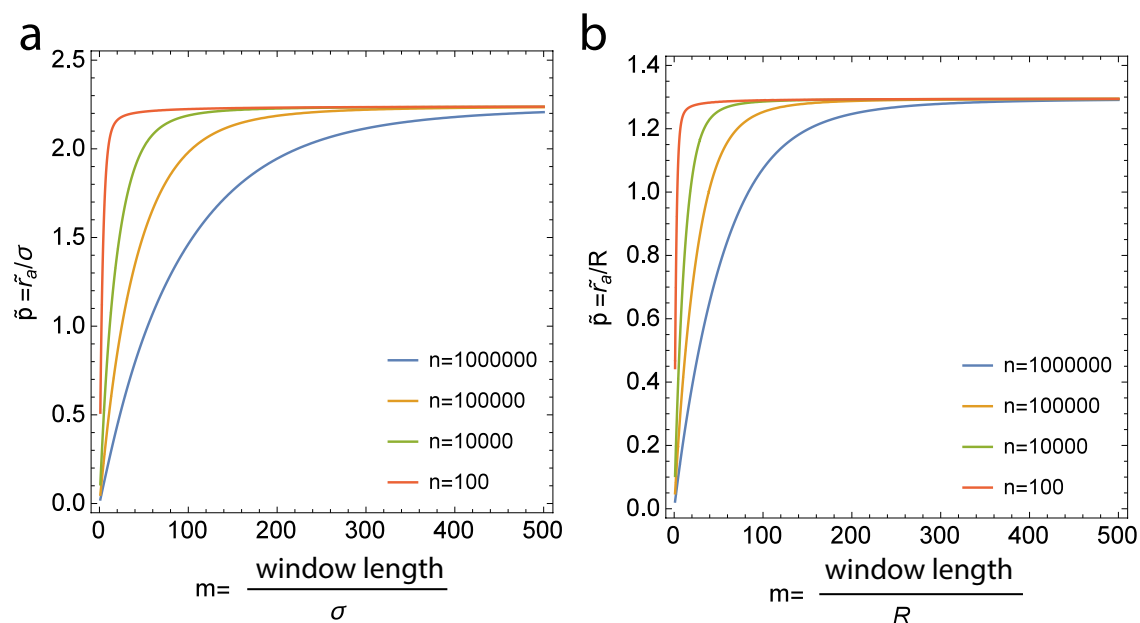 a
2.5
2.0
1.5
1.0
0.5
0.0
p̃ =r̃ₐ/σ
n=1000000
n=100000
n=10000
n=100
0 100 200 300 400 500
m= window length / σ
b
1.4
1.2
1.0
0.8
0.6
0.4
0.2
0.0
p̃ =r̃ₐ/R
n=1000000
n=100000
n=10000
n=100
0 100 200 300 400 500
m= window length / R